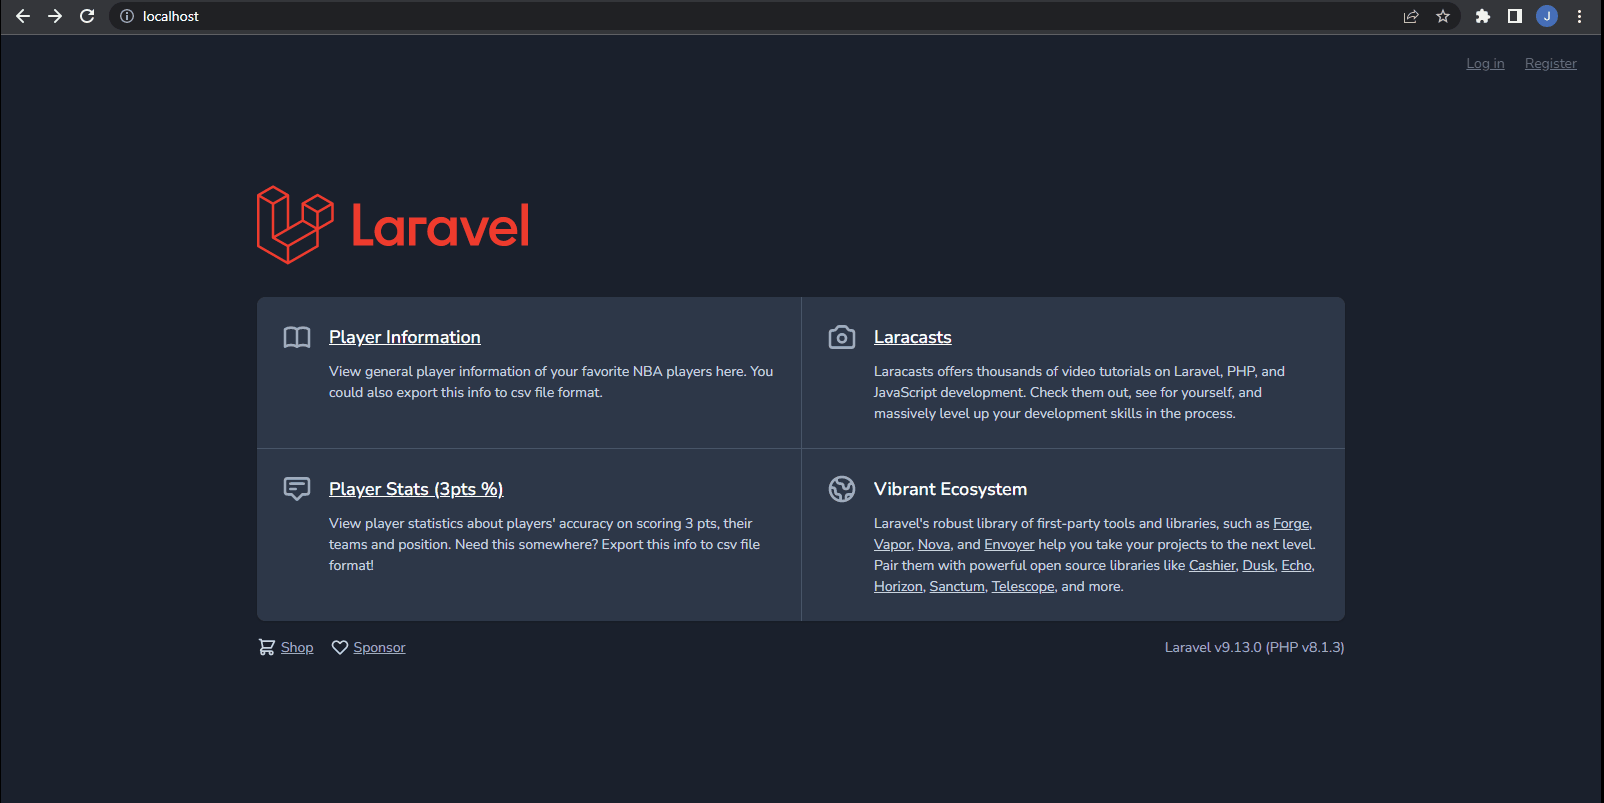 localhost
J
Log in Register
Laravel
Player Information
View general player information of your favorite NBA players here. You
could also export this info to csv file format.
Laracasts
Laracasts offers thousands of video tutorials on Laravel, PHP, and
JavaScript development. Check them out, see for yourself, and
massively level up your development skills in the process.
Player Stats (3pts %)
View player statistics about players' accuracy on scoring 3 pts, their
teams and position. Need this somewhere? Export this info to csv file
format!
Vibrant Ecosystem
Laravel's robust library of first-party tools and libraries, such as Forge,
Vapor, Nova, and Envoyer help you take your projects to the next level.
Pair them with powerful open source libraries like Cashier, Dusk, Echo,
Horizon, Sanctum, Telescope, and more.
Shop Sponsor
Laravel v9.13.0 (PHP v8.1.3)